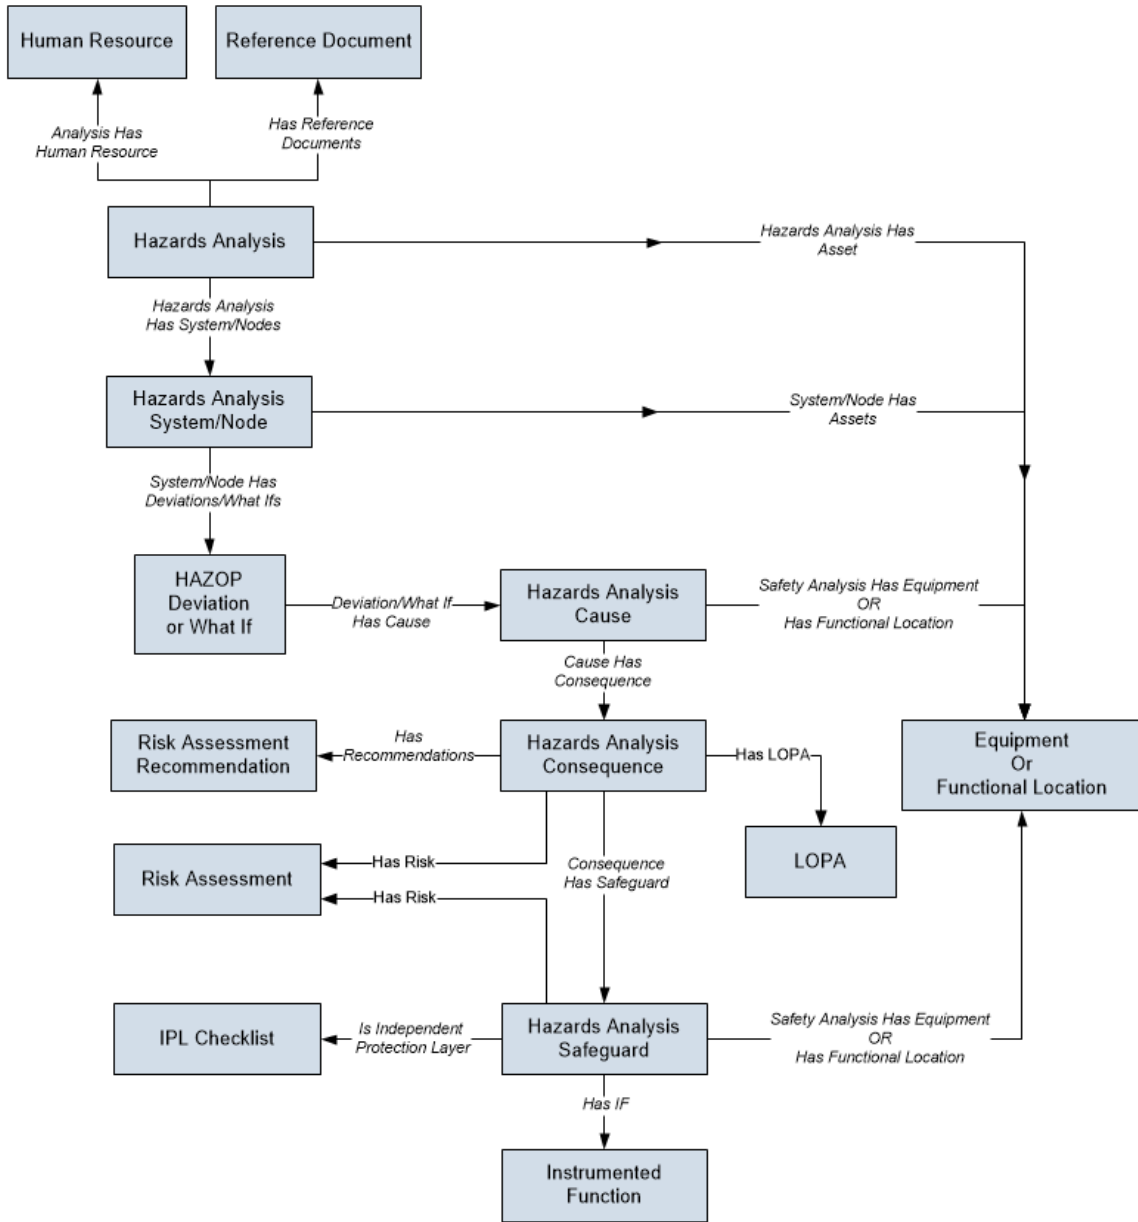 Human Resource
Reference Document
Analysis Has
Human Resource
Has Reference
Documents
Hazards Analysis
Hazards Analysis Has
Asset
Hazards Analysis
Has System/Nodes
Hazards Analysis
System/Node
System/Node Has
Assets
System/Node Has
Deviations/What Ifs
HAZOP
Deviation
or What If
Deviation/What If
Has Cause
Hazards Analysis
Cause
Safety Analysis Has Equipment
OR
Has Functional Location
Cause Has
Consequence
Risk Assessment
Recommendation
Has
Recommendations
Hazards Analysis
Consequence
Has LOPA
Equipment
Or
Functional Location
LOPA
Risk Assessment
Has Risk
Has Risk
Consequence
Has Safeguard
IPL Checklist
Is Independent
Protection Layer
Hazards Analysis
Safeguard
Safety Analysis Has Equipment
OR
Has Functional Location
Has IF
Instrumented
Function